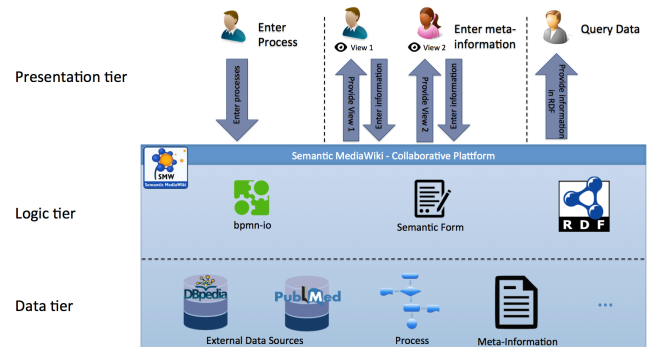 Enter
Process
View 1
View 2
Enter meta-
information
Query Data
Presentation tier
Enter processes
Provide View 1
Enter information
Provide View 2
Enter information
Provide information
in RDF
SMW
Semantic MediaWiki
Semantic MediaWiki - Collaborative Plattform
Logic tier
bpmn-io
Semantic Form
RDF
Data tier
DBpedia
PubMed
External Data Sources
Process
Meta-Information
...